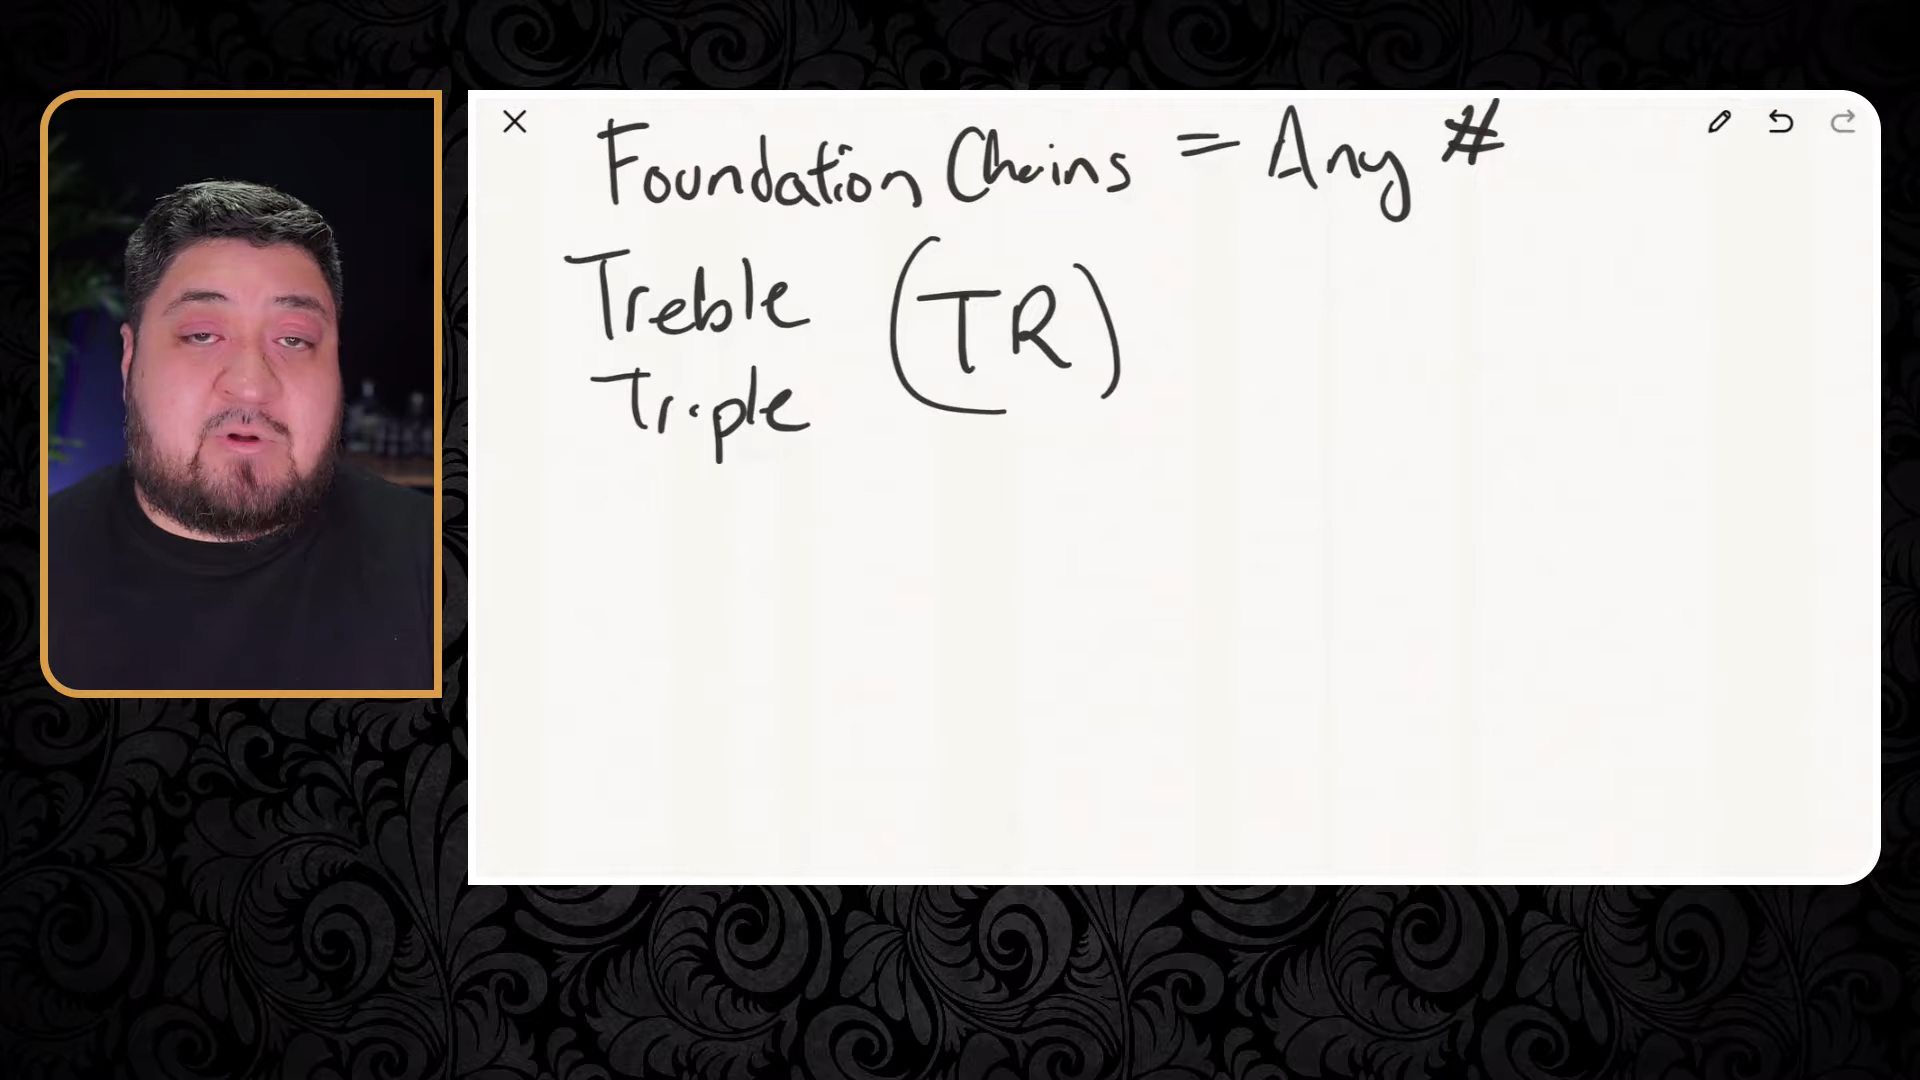 Foundation Chains = Any #
Treble (TR)
Triple